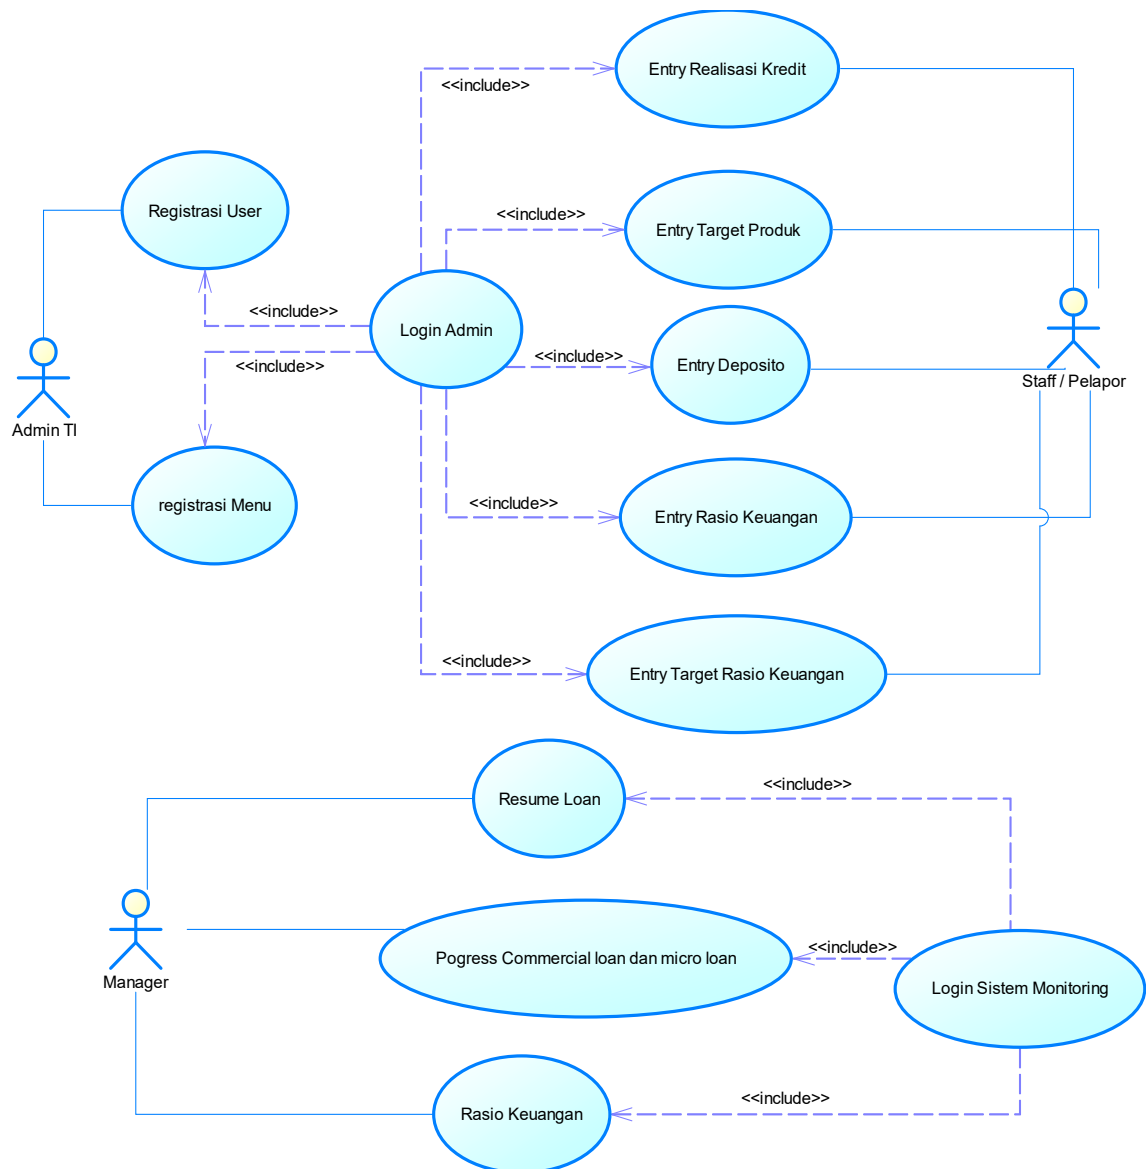 Entry Realisasi Kredit
<<include>>
Registrasi User
<<include>>
Entry Target Produk
<<include>>
Login Admin
<<include>>
Entry Deposito
<<include>>
Staff / Pelapor
Admin TI
registrasi Menu
<<include>>
Entry Rasio Keuangan
<<include>>
Entry Target Rasio Keuangan
Resume Loan
<<include>>
Manager
Pogress Commercial loan dan micro loan
<<include>>
Login Sistem Monitoring
Rasio Keuangan
<<include>>